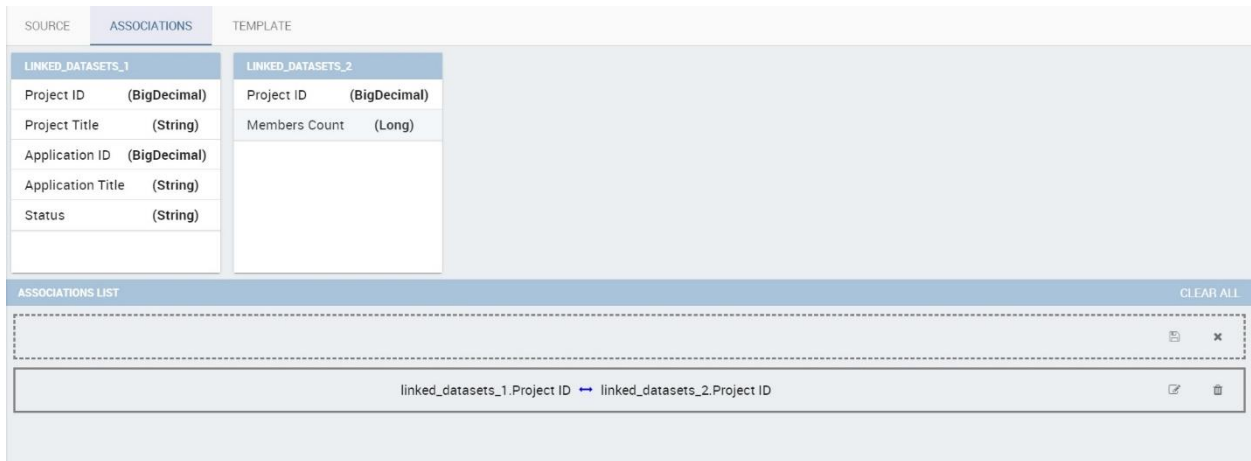 SOURCE ASSOCIATIONS TEMPLATE
LINKED_DATASETS_1
Project ID (BigDecimal)
Project Title (String)
Application ID (BigDecimal)
Application Title (String)
Status (String)
LINKED_DATASETS_2
Project ID (BigDecimal)
Members Count (Long)
ASSOCIATIONS LIST CLEAR ALL
linked_datasets_1.Project ID ↔ linked_datasets_2.Project ID